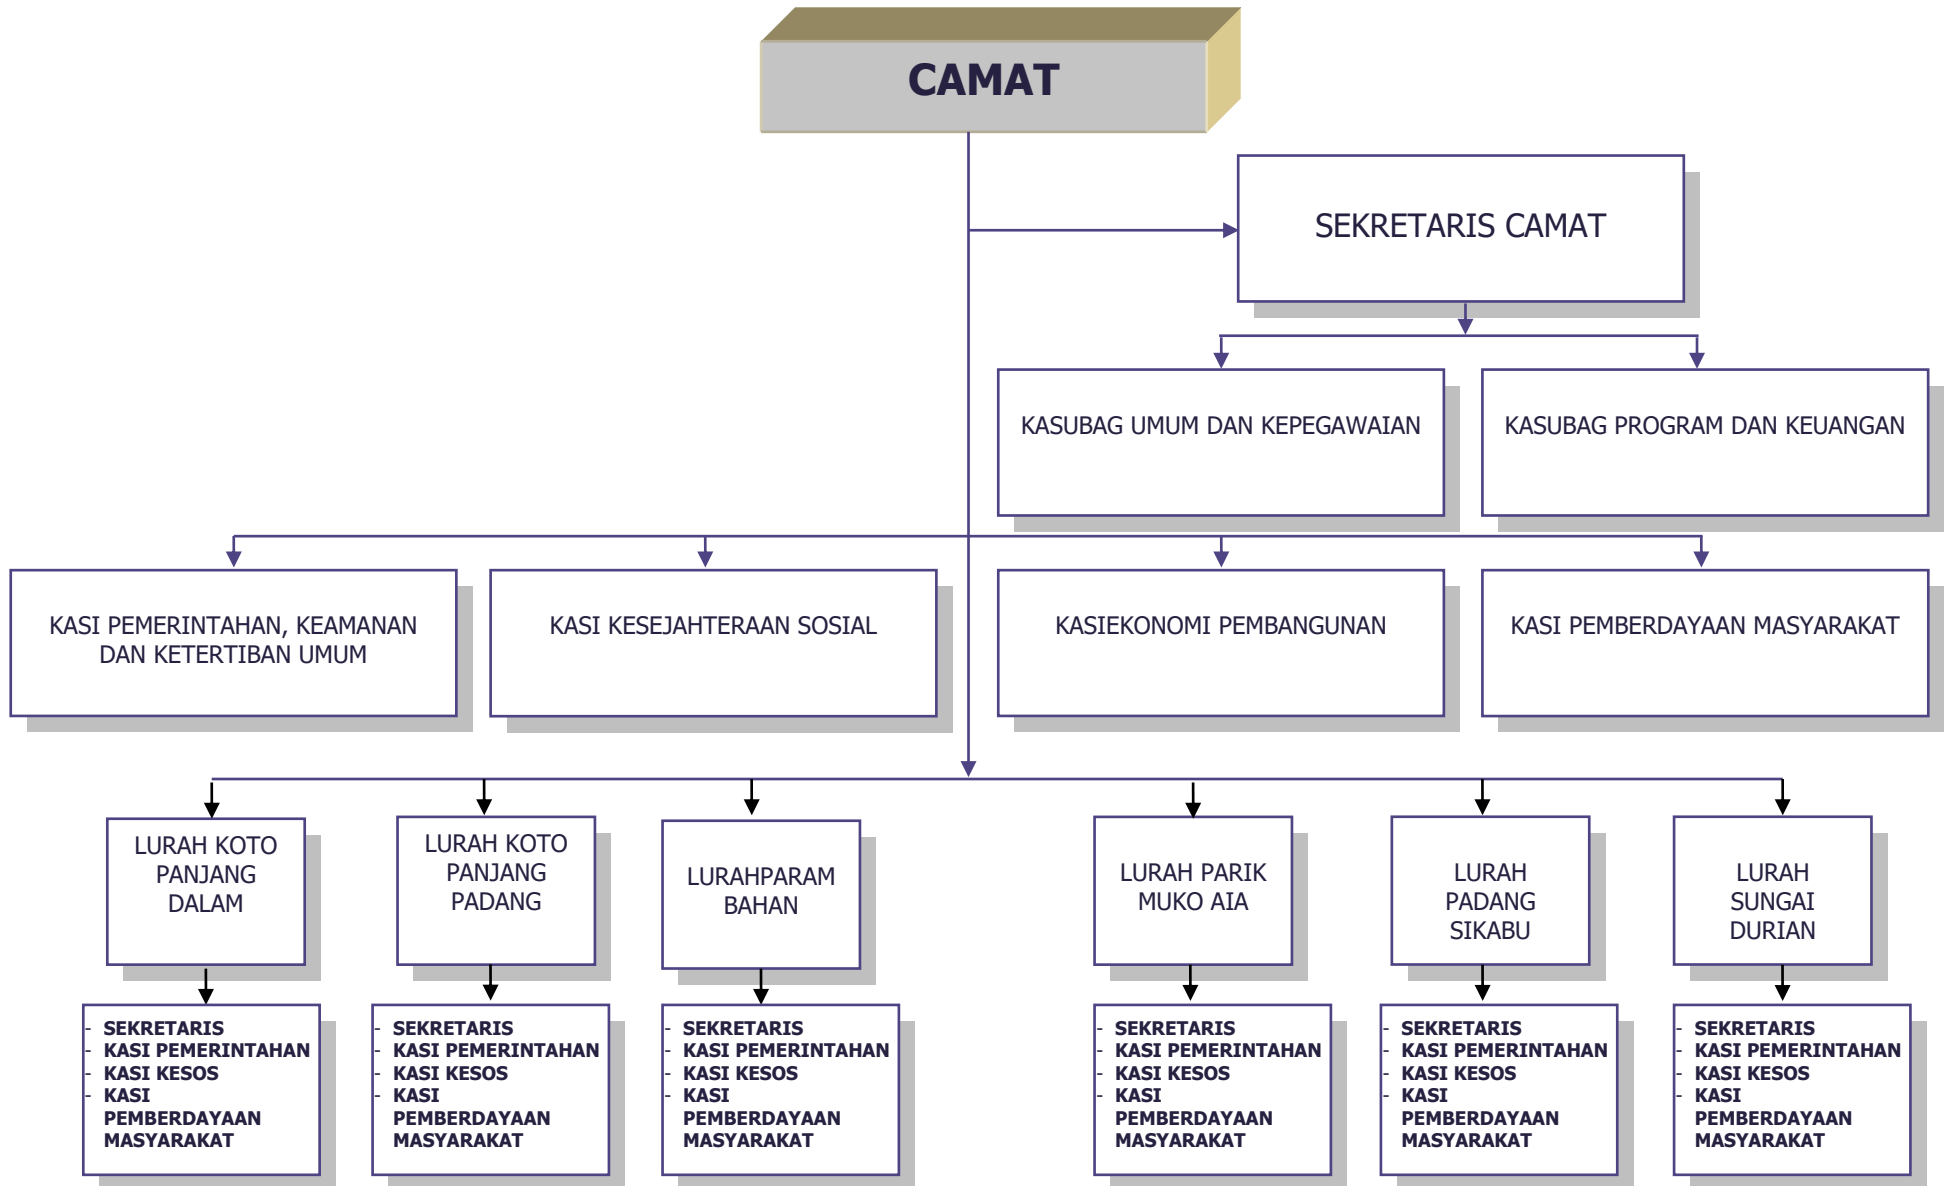 CAMAT
SEKRETARIS CAMAT
KASUBAG UMUM DAN KEPEGAWAIAN
KASUBAG PROGRAM DAN KEUANGAN
KASI PEMERINTAHAN, KEAMANAN
DAN KETERTIBAN UMUM
KASI KESEJAHTERAAN SOSIAL
KASIEKONOMI PEMBANGUNAN
KASI PEMBERDAYAAN MASYARAKAT
LURAH KOTO
PANJANG
DALAM
LURAH KOTO
PANJANG
PADANG
LURAHPARAM
BAHAN
LURAH PARIK
MUKO AIA
LURAH
PADANG
SIKABU
LURAH
SUNGAI
DURIAN
- SEKRETARIS
- KASI PEMERINTAHAN
- KASI KESOS
- KASI
PEMBERDAYAAN
MASYARAKAT
- SEKRETARIS
- KASI PEMERINTAHAN
- KASI KESOS
- KASI
PEMBERDAYAAN
MASYARAKAT
- SEKRETARIS
- KASI PEMERINTAHAN
- KASI KESOS
- KASI
PEMBERDAYAAN
MASYARAKAT
- SEKRETARIS
- KASI PEMERINTAHAN
- KASI KESOS
- KASI
PEMBERDAYAAN
MASYARAKAT
- SEKRETARIS
- KASI PEMERINTAHAN
- KASI KESOS
- KASI
PEMBERDAYAAN
MASYARAKAT
- SEKRETARIS
- KASI PEMERINTAHAN
- KASI KESOS
- KASI
PEMBERDAYAAN
MASYARAKAT